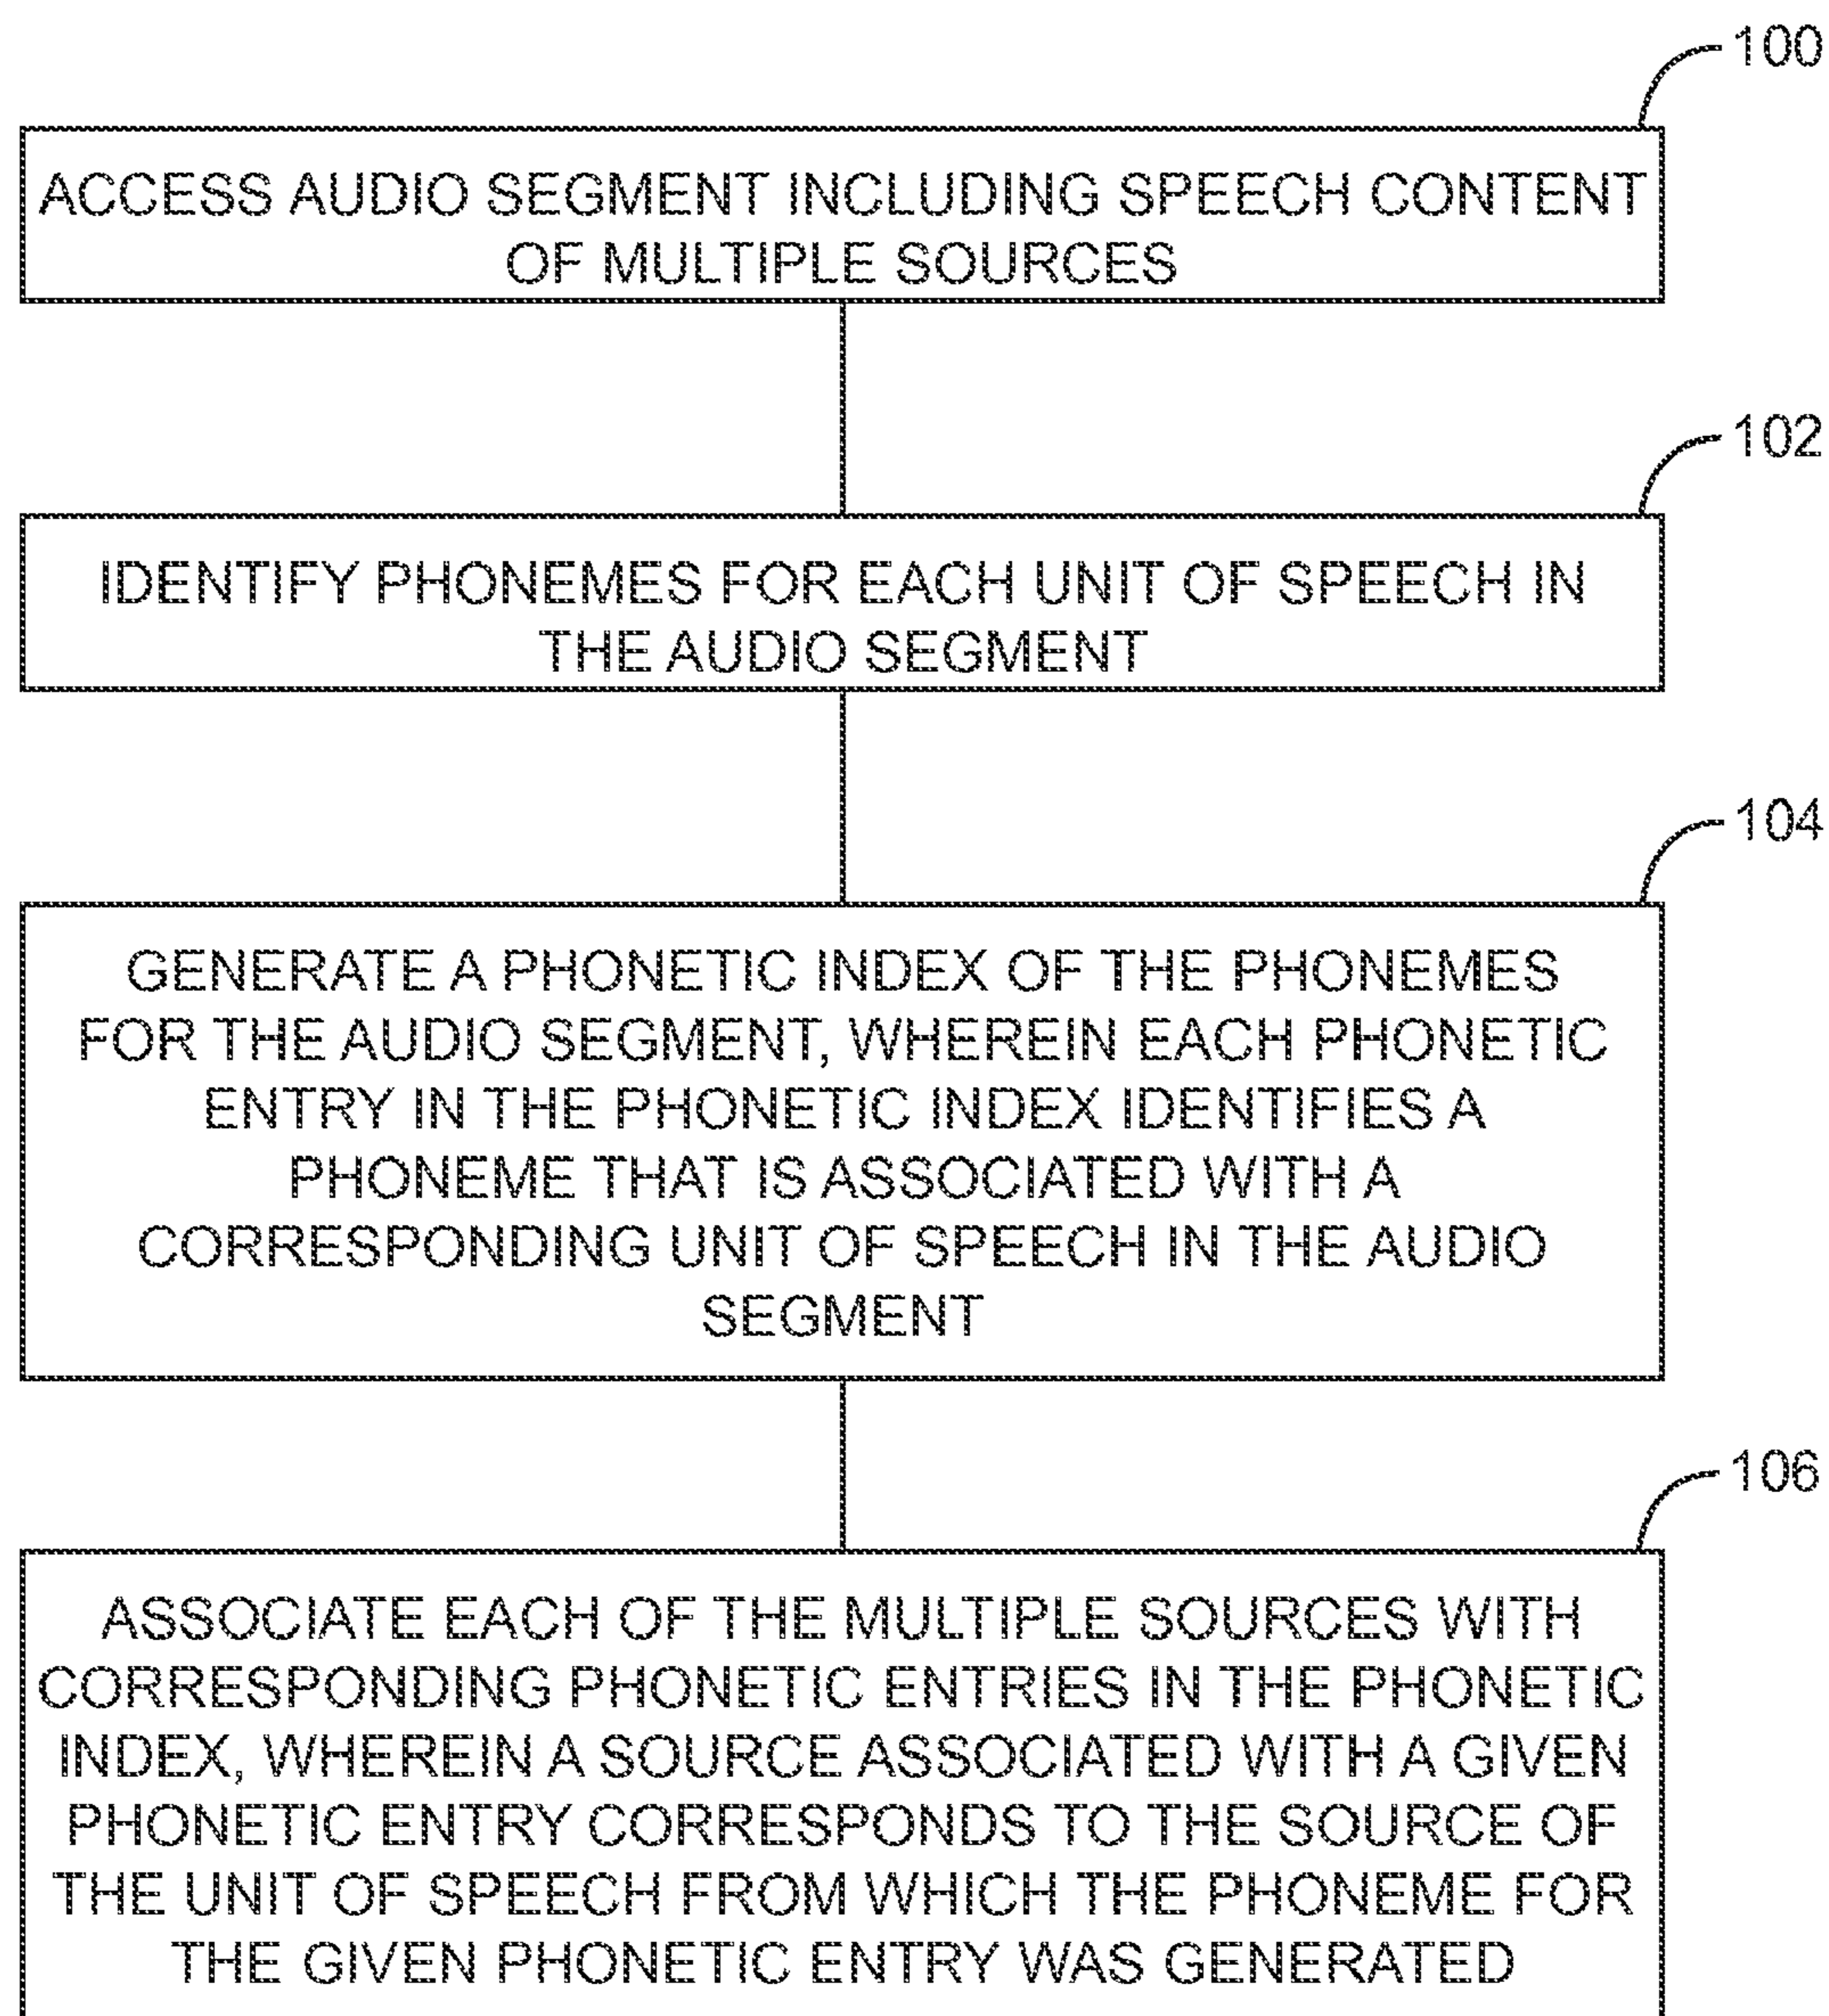 100
ACCESS AUDIO SEGMENT INCLUDING SPEECH CONTENT
OF MULTIPLE SOURCES
102
IDENTIFY PHONEMES FOR EACH UNIT OF SPEECH IN
THE AUDIO SEGMENT
104
GENERATE A PHONETIC INDEX OF THE PHONEMES
FOR THE AUDIO SEGMENT, WHEREIN EACH PHONETIC
ENTRY IN THE PHONETIC INDEX IDENTIFIES A
PHONEME THAT IS ASSOCIATED WITH A
CORRESPONDING UNIT OF SPEECH IN THE AUDIO
SEGMENT
106
ASSOCIATE EACH OF THE MULTIPLE SOURCES WITH
CORRESPONDING PHONETIC ENTRIES IN THE PHONETIC
INDEX, WHEREIN A SOURCE ASSOCIATED WITH A GIVEN
PHONETIC ENTRY CORRESPONDS TO THE SOURCE OF
THE UNIT OF SPEECH FROM WHICH THE PHONEME FOR
THE GIVEN PHONETIC ENTRY WAS GENERATED